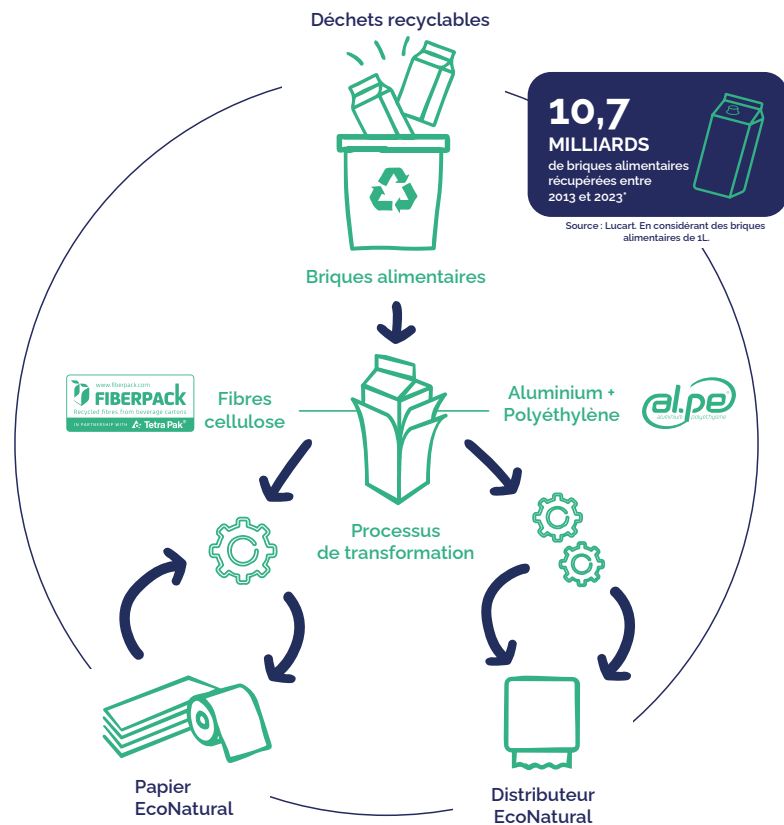 Déchets recyclables
10,7
MILLIARDS
de briques alimentaires
récupérées entre
2013 et 2023*
Source : Lucart. En considérant des briques
alimentaires de 1L.
Briques alimentaires
www.fiberpack.com
FIBERPACK
Recycled fibres from beverage cartons
IN PARTNERSHIP WITH Tetra Pak®
Fibres
cellulose
Aluminium +
Polyéthylène
al.pe®
aluminium polyethylene
Processus
de transformation
Papier
EcoNatural
Distributeur
EcoNatural